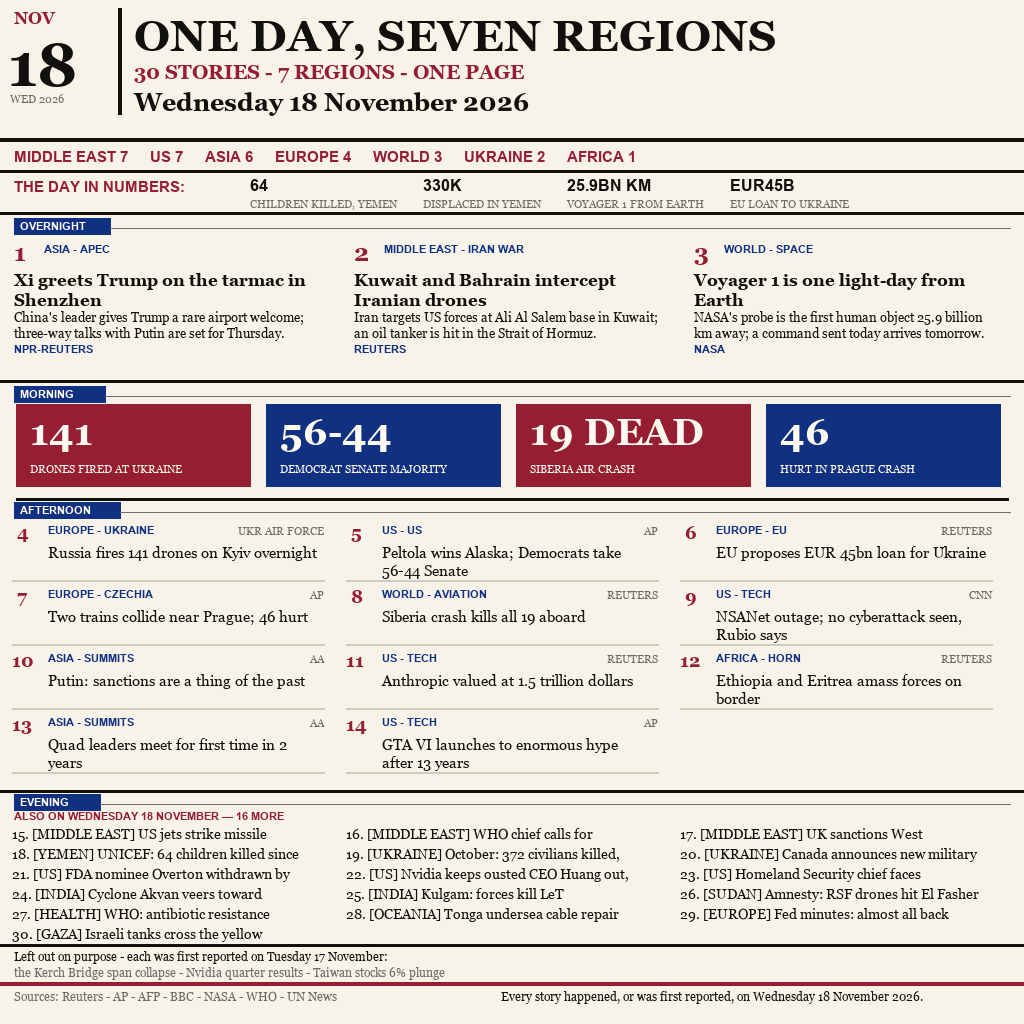 NOV
18
WED 2026
ONE DAY, SEVEN REGIONS
30 STORIES - 7 REGIONS - ONE PAGE
Wednesday 18 November 2026
MIDDLE EAST 7 US 7 ASIA 6 EUROPE 4 WORLD 3 UKRAINE 2 AFRICA 1
THE DAY IN NUMBERS:
64
CHILDREN KILLED, YEMEN
330K
DISPLACED IN YEMEN
25.9BN KM
VOYAGER 1 FROM EARTH
EUR45B
EU LOAN TO UKRAINE
OVERNIGHT
1 ASIA - APEC
Xi greets Trump on the tarmac in
Shenzhen
China's leader gives Trump a rare airport welcome;
three-way talks with Putin are set for Thursday.
NPR-REUTERS
2 MIDDLE EAST - IRAN WAR
Kuwait and Bahrain intercept
Iranian drones
Iran targets US forces at Ali Al Salem base in Kuwait;
an oil tanker is hit in the Strait of Hormuz.
REUTERS
3 WORLD - SPACE
Voyager 1 is one light-day from
Earth
NASA's probe is the first human object 25.9 billion
km away; a command sent today arrives tomorrow.
NASA
MORNING
141
DRONES FIRED AT UKRAINE
56-44
DEMOCRAT SENATE MAJORITY
19 DEAD
SIBERIA AIR CRASH
46
HURT IN PRAGUE CRASH
AFTERNOON
4 EUROPE - UKRAINE UKR AIR FORCE
Russia fires 141 drones on Kyiv overnight
5 US - US AP
Peltola wins Alaska; Democrats take
56-44 Senate
6 EUROPE - EU REUTERS
EU proposes EUR 45bn loan for Ukraine
7 EUROPE - CZECHIA AP
Two trains collide near Prague; 46 hurt
8 WORLD - AVIATION REUTERS
Siberia crash kills all 19 aboard
9 US - TECH CNN
NSANet outage; no cyberattack seen,
Rubio says
10 ASIA - SUMMITS AA
Putin: sanctions are a thing of the past
11 US - TECH REUTERS
Anthropic valued at 1.5 trillion dollars
12 AFRICA - HORN REUTERS
Ethiopia and Eritrea amass forces on
border
13 ASIA - SUMMITS AA
Quad leaders meet for first time in 2
years
14 US - TECH AP
GTA VI launches to enormous hype
after 13 years
EVENING
ALSO ON WEDNESDAY 18 NOVEMBER — 16 MORE
15. [MIDDLE EAST] US jets strike missile
16. [MIDDLE EAST] WHO chief calls for
17. [MIDDLE EAST] UK sanctions West
18. [YEMEN] UNICEF: 64 children killed since
19. [UKRAINE] October: 372 civilians killed,
20. [UKRAINE] Canada announces new military
21. [US] FDA nominee Overton withdrawn by
22. [US] Nvidia keeps ousted CEO Huang out,
23. [US] Homeland Security chief faces
24. [INDIA] Cyclone Akvan veers toward
25. [INDIA] Kulgam: forces kill LeT
26. [SUDAN] Amnesty: RSF drones hit El Fasher
27. [HEALTH] WHO: antibiotic resistance
28. [OCEANIA] Tonga undersea cable repair
29. [EUROPE] Fed minutes: almost all back
30. [GAZA] Israeli tanks cross the yellow
Left out on purpose - each was first reported on Tuesday 17 November:
the Kerch Bridge span collapse - Nvidia quarter results - Taiwan stocks 6% plunge
Sources: Reuters - AP - AFP - BBC - NASA - WHO - UN News
Every story happened, or was first reported, on Wednesday 18 November 2026.